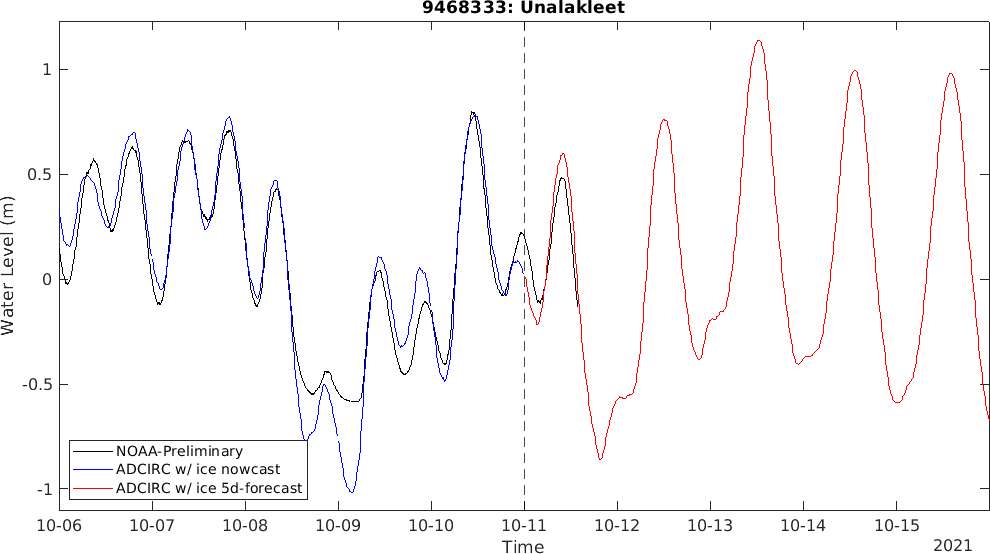 9468333: Unalakleet
Water Level (m)
1
0.5
0
-0.5
-1
NOAA-Preliminary
ADCIRC w/ ice nowcast
ADCIRC w/ ice 5d-forecast
10-06 10-07 10-08 10-09 10-10 10-11 10-12 10-13 10-14 10-15
Time
2021